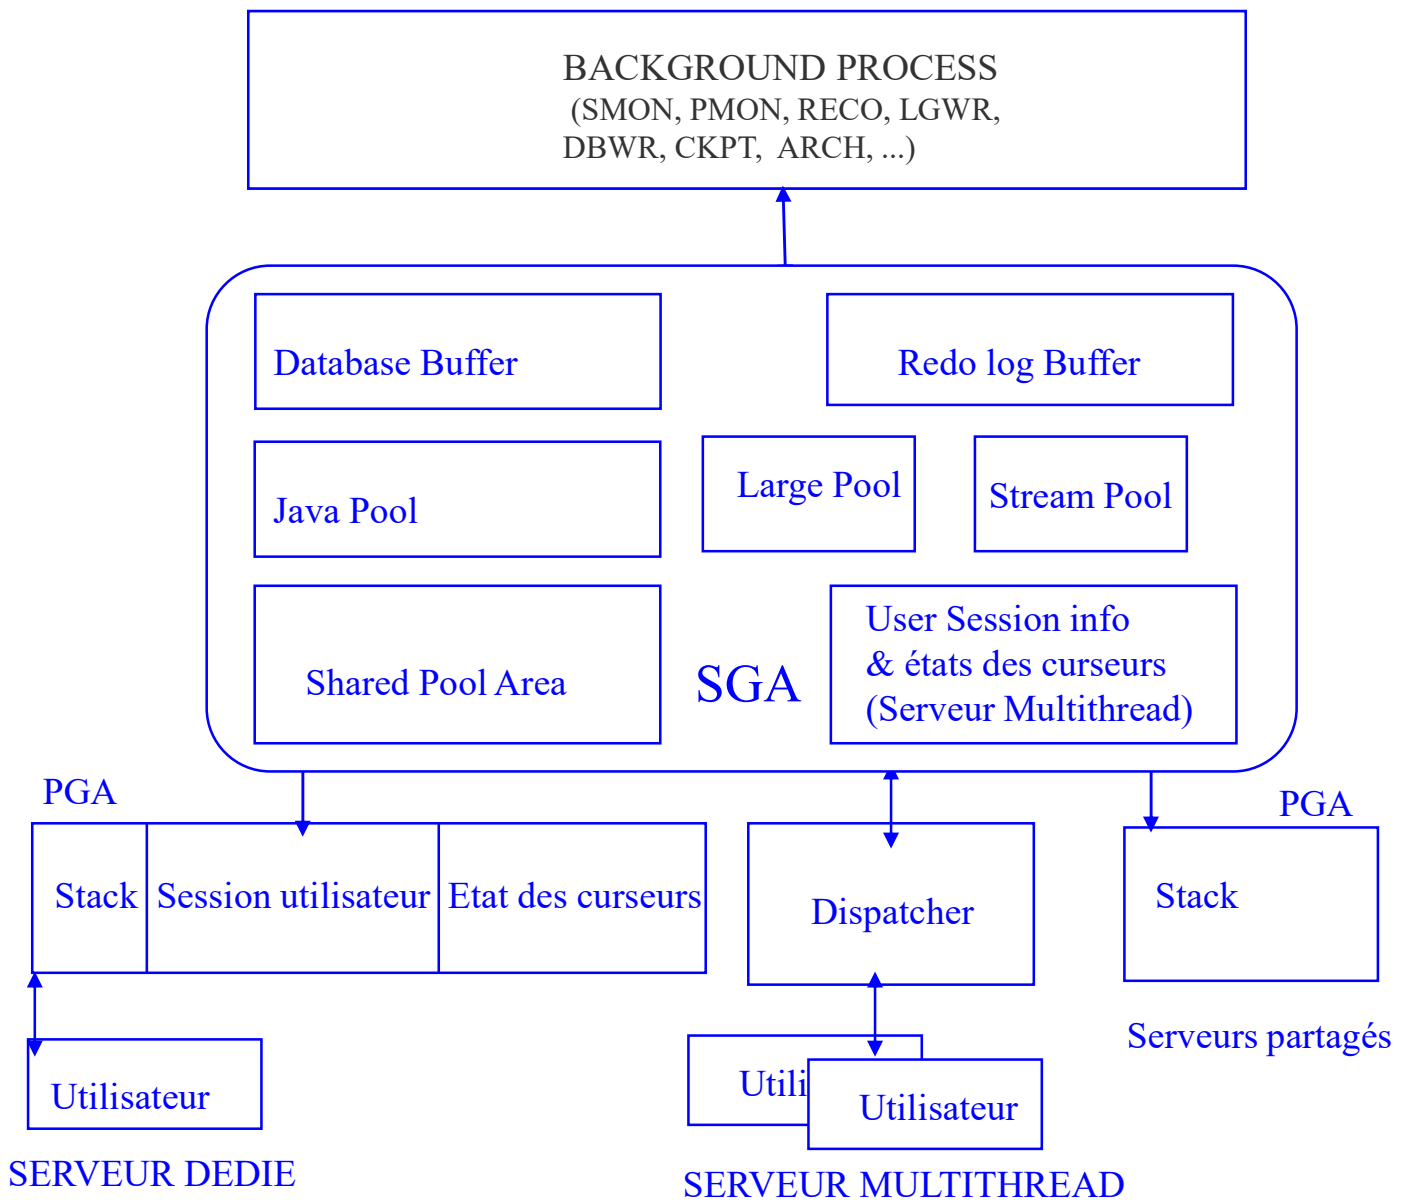 BACKGROUND PROCESS
(SMON, PMON, RECO, LGWR,
DBWR, CKPT, ARCH, ...)
Database Buffer
Redo log Buffer
Java Pool
Large Pool
Stream Pool
Shared Pool Area
SGA
User Session info
& états des curseurs
(Serveur Multithread)
PGA
PGA
Stack
Session utilisateur
Etat des curseurs
Dispatcher
Stack
Serveurs partagés
Utilisateur
Utili
Utilisateur
SERVEUR DEDIE
SERVEUR MULTITHREAD